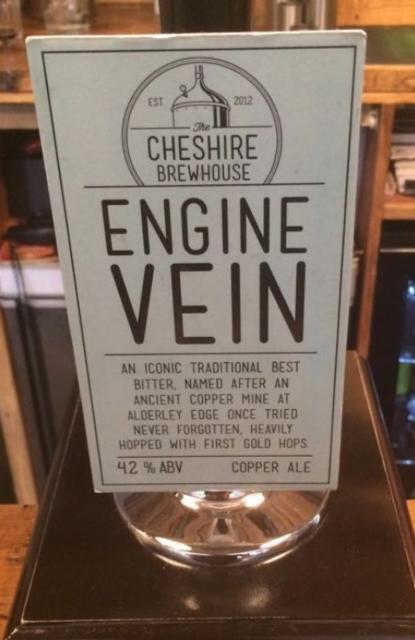 EST. 2012
The
CHESHIRE
BREWHOUSE
ENGINE
VEIN
AN ICONIC TRADITIONAL BEST
BITTER, NAMED AFTER AN
ANCIENT COPPER MINE AT
ALDERLEY EDGE ONCE TRIED
NEVER FORGOTTEN, HEAVILY
HOPPED WITH FIRST GOLD HOPS.
4.2 % ABV COPPER ALE